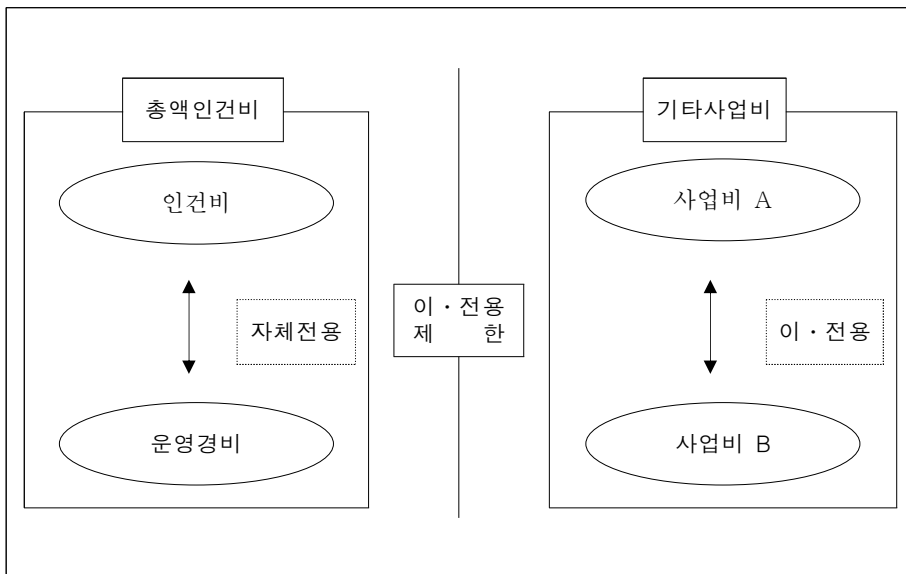 총액인건비
인건비
자체전용
운영경비
이·전용
제 한
기타사업비
사업비 A
이·전용
사업비 B